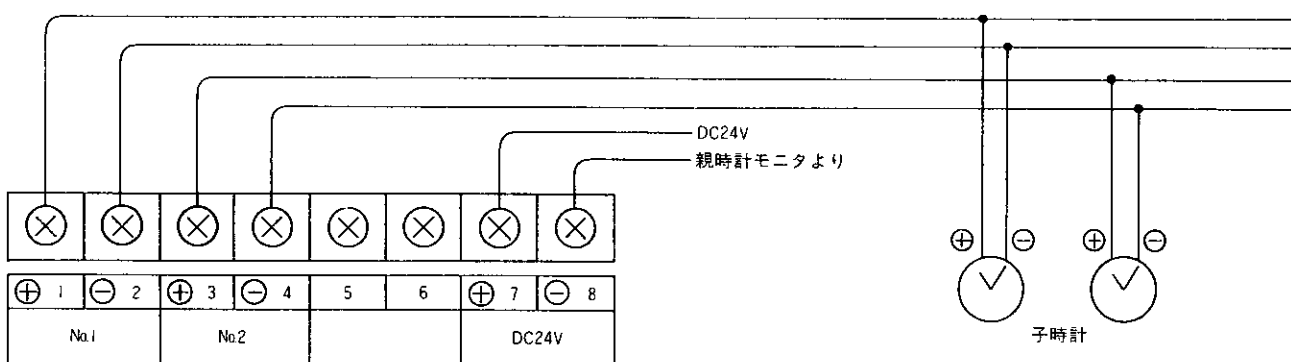 DC24V
親時計モニタより
⊕ ⊖ ⊕ ⊖
⊕ 1 ⊖ 2 ⊕ 3 ⊖ 4 5 6 ⊕ 7 ⊖ 8
No.1 No.2 DC24V
子時計